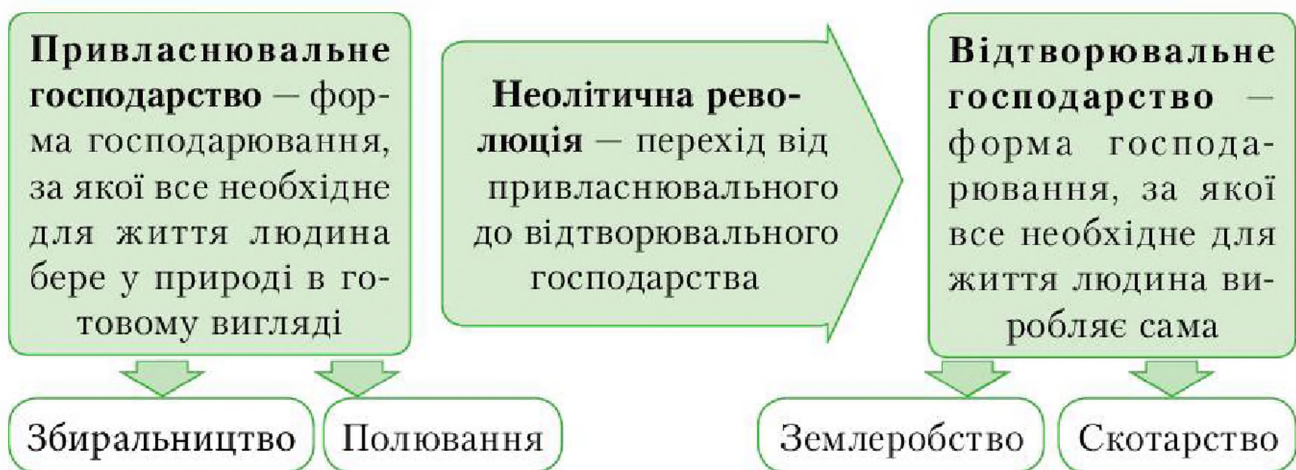 Привласнювальне
господарство — фор-
ма господарювання,
за якої все необхідне
для життя людина
бере у природі в го-
товому вигляді
Неолітична рево-
люція — перехід від
привласнювального
до відтворювального
господарства
Відтворювальне
господарство —
форма господа-
рювання, за якої
все необхідне для
життя людина ви-
робляє сама
Збиральництво
Полювання
Землеробство
Скотарство